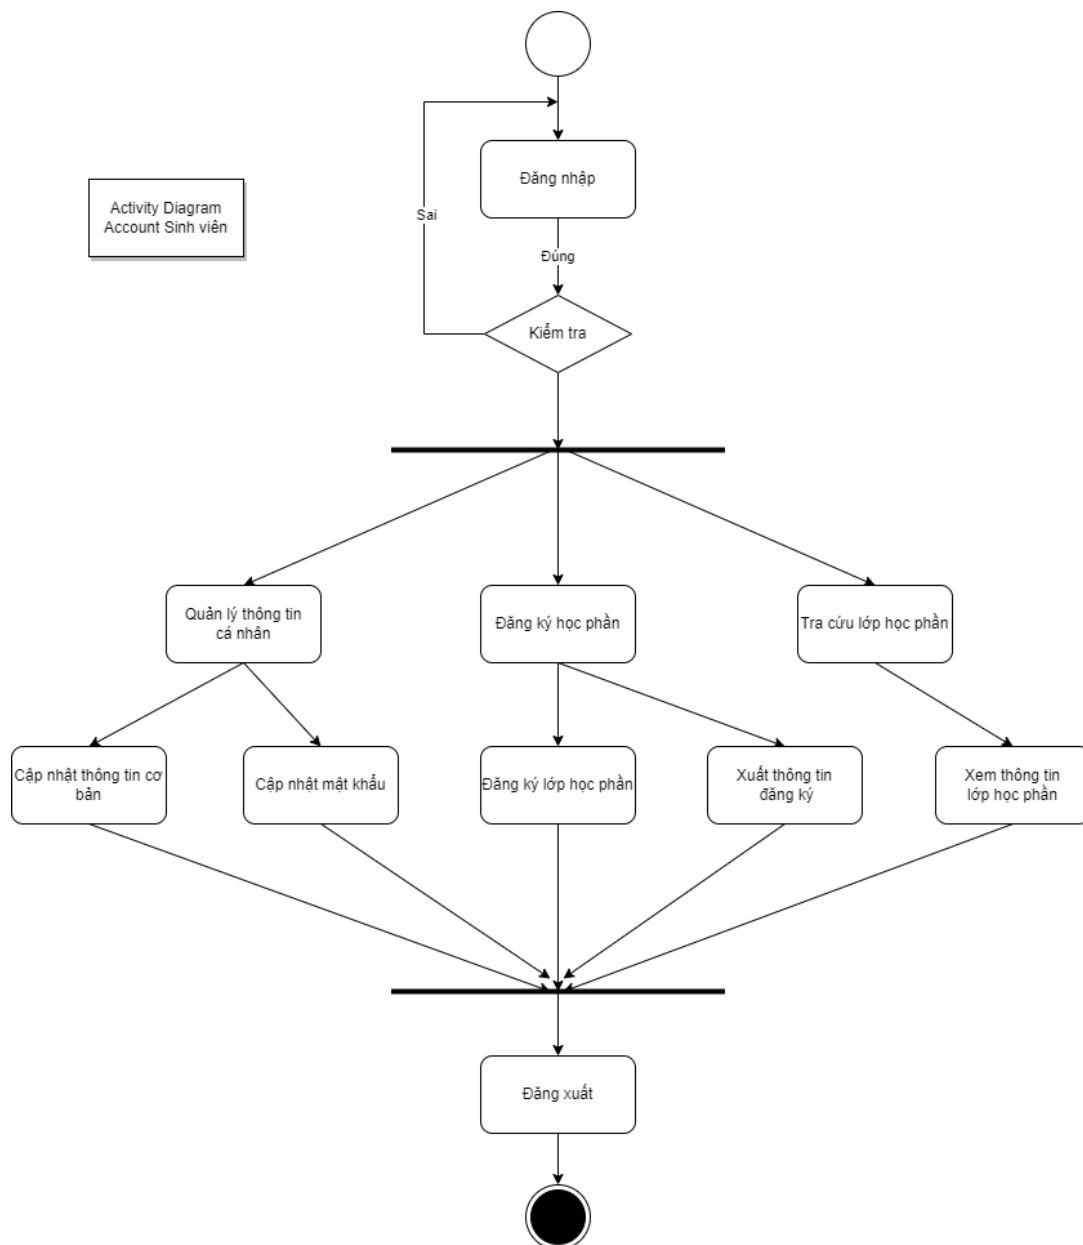 Đăng nhập
Activity Diagram
Account Sinh viên
Sai
Đúng
Kiểm tra
Quản lý thông tin
cá nhân
Đăng ký học phần
Tra cứu lớp học phần
Cập nhật thông tin cơ
bản
Cập nhật mật khẩu
Đăng ký lớp học phần
Xuất thông tin
đăng ký
Xem thông tin
lớp học phần
Đăng xuất